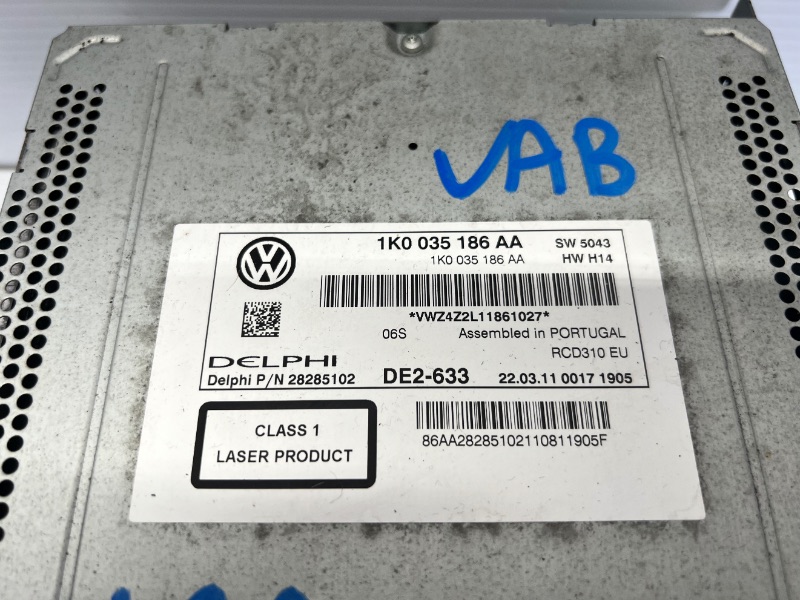 VAB
1K0 035 186 AA SW 5043
1K0 035 186 AA HW H14
*VWZ4Z2L11861027*
06S Assembled in PORTUGAL
RCD310 EU
DELPHI
Delphi P/N 28285102 DE2-633 22.03.11 0017 1905
CLASS 1
LASER PRODUCT
86AA28285102110811905F